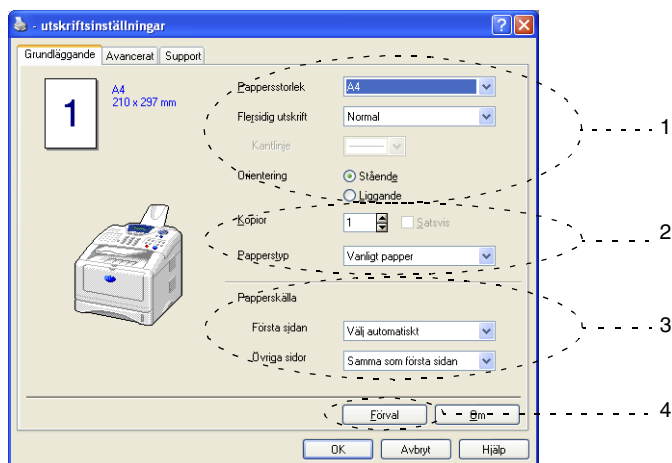 - utskriftsinställningar
Grundläggande Avancerat Support
1
A4
210 x 297 mm
Pappersstorlek A4
Flersidig utskrift Normal
Kantlinje
Orientering Stående
Liggande
1
Kopior 1 Satsvis
2
Papperstyp Vanligt papper
Papperskälla
Första sidan Välj automatiskt
3
Övriga sidor Samma som första sidan
Förval Om
4
OK Avbryt Hjälp